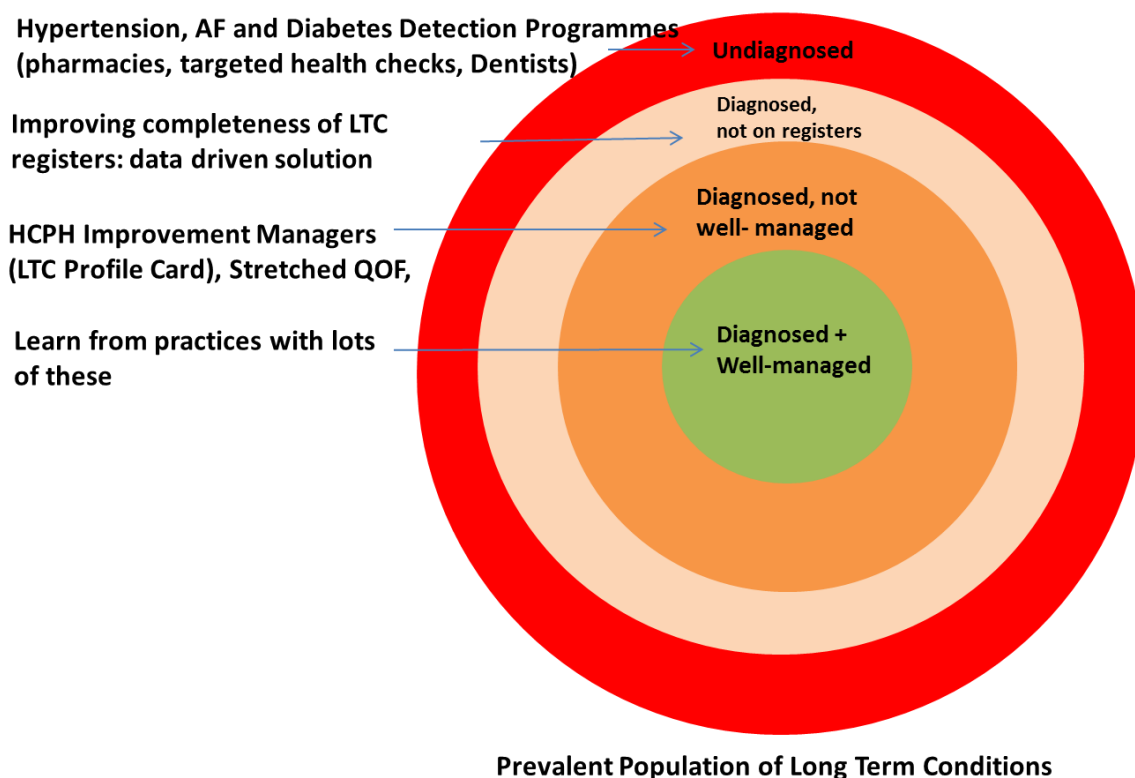 Hypertension, AF and Diabetes Detection Programmes
(pharmacies, targeted health checks, Dentists)
Undiagnosed
Improving completeness of LTC
registers: data driven solution
Diagnosed,
not on registers
HCPH Improvement Managers
(LTC Profile Card), Stretched QOF,
Diagnosed, not
well- managed
Learn from practices with lots
of these
Diagnosed +
Well-managed
Prevalent Population of Long Term Conditions